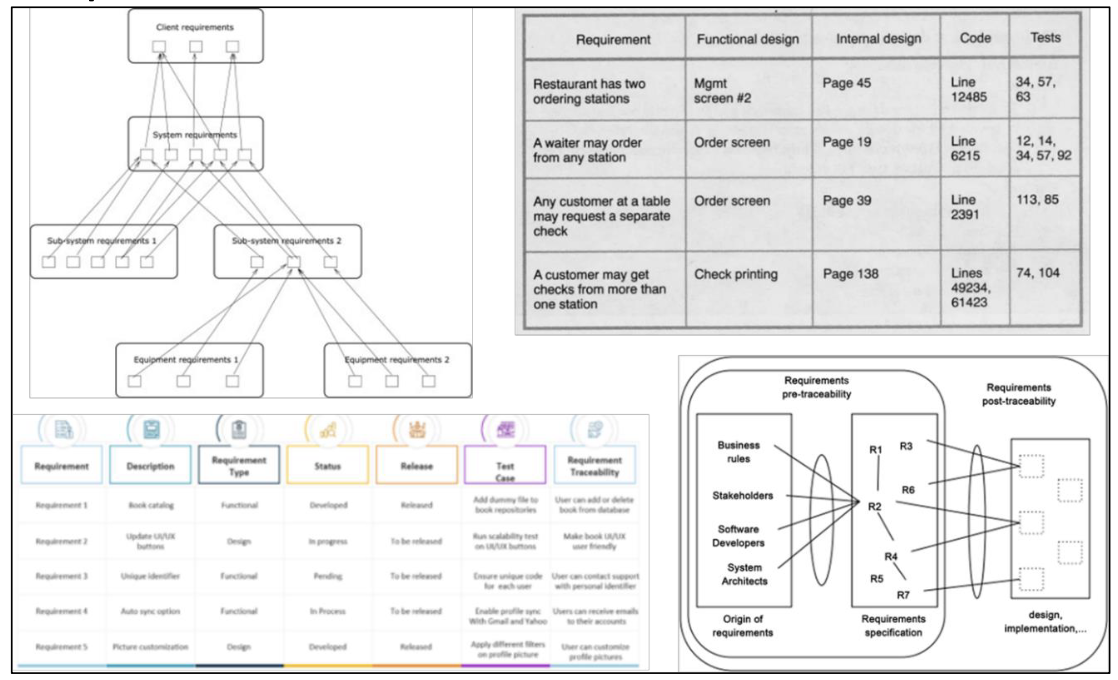 Client requirements
System requirements
Sub-system requirements 1
Sub-system requirements 2
Equipment requirements 1
Equipment requirements 2
Requirement
Functional design
Internal design
Code
Tests
Restaurant has two
ordering stations
Mgmt
screen #2
Page 45
Line
12485
34, 57,
63
A waiter may order
from any station
Order screen
Page 19
Line
6215
12, 14,
34, 57, 92
Any customer at a table
may request a separate
check
Order screen
Page 39
Line
2391
113, 85
A customer may get
checks from more than
one station
Check printing
Page 138
Lines
49234,
61423
74, 104
Requirement
Description
Requirement
Type
Status
Release
Test
Case
Requirement
Traceability
Requirement 1
Book catalog
Functional
Developed
Released
Add dummy file to
book repositories
User can add or delete
book from database
Requirement 2
Update UI/UX
buttons
Design
In progress
To be released
Run scalability test
on UI/UX buttons
Make book UI/UX
user friendly
Requirement 3
Unique identifier
Functional
Pending
To be released
Ensure unique code
for each user
User can contact support
with personal identifier
Requirement 4
Auto sync option
Functional
In Process
To be released
Enable profile sync
With Gmail and Yahoo
Users can receive emails
to their accounts
Requirement 5
Picture customization
Design
Developed
Released
Apply different filters
on profile picture
User can customize
profile pictures
Requirements
pre-traceability
Requirements
post-traceability
Business
rules
Stakeholders
Software
Developers
System
Architects
R1
R3
R6
R2
R4
R5
R7
Origin of
requirements
Requirements
specification
design,
implementation,...